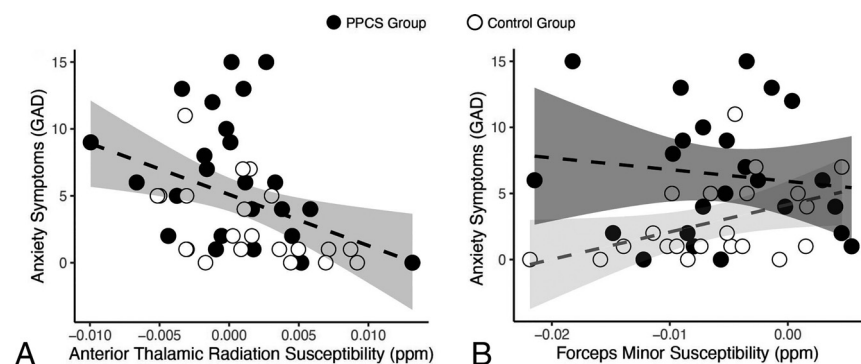 PPCS Group
Control Group
A
Anxiety Symptoms (GAD)
15
10
5
0
−0.010
−0.005
0.000
0.005
0.010
Anterior Thalamic Radiation Susceptibility (ppm)
B
Anxiety Symptoms (GAD)
15
10
5
0
−0.02
−0.01
0.00
Forceps Minor Susceptibility (ppm)